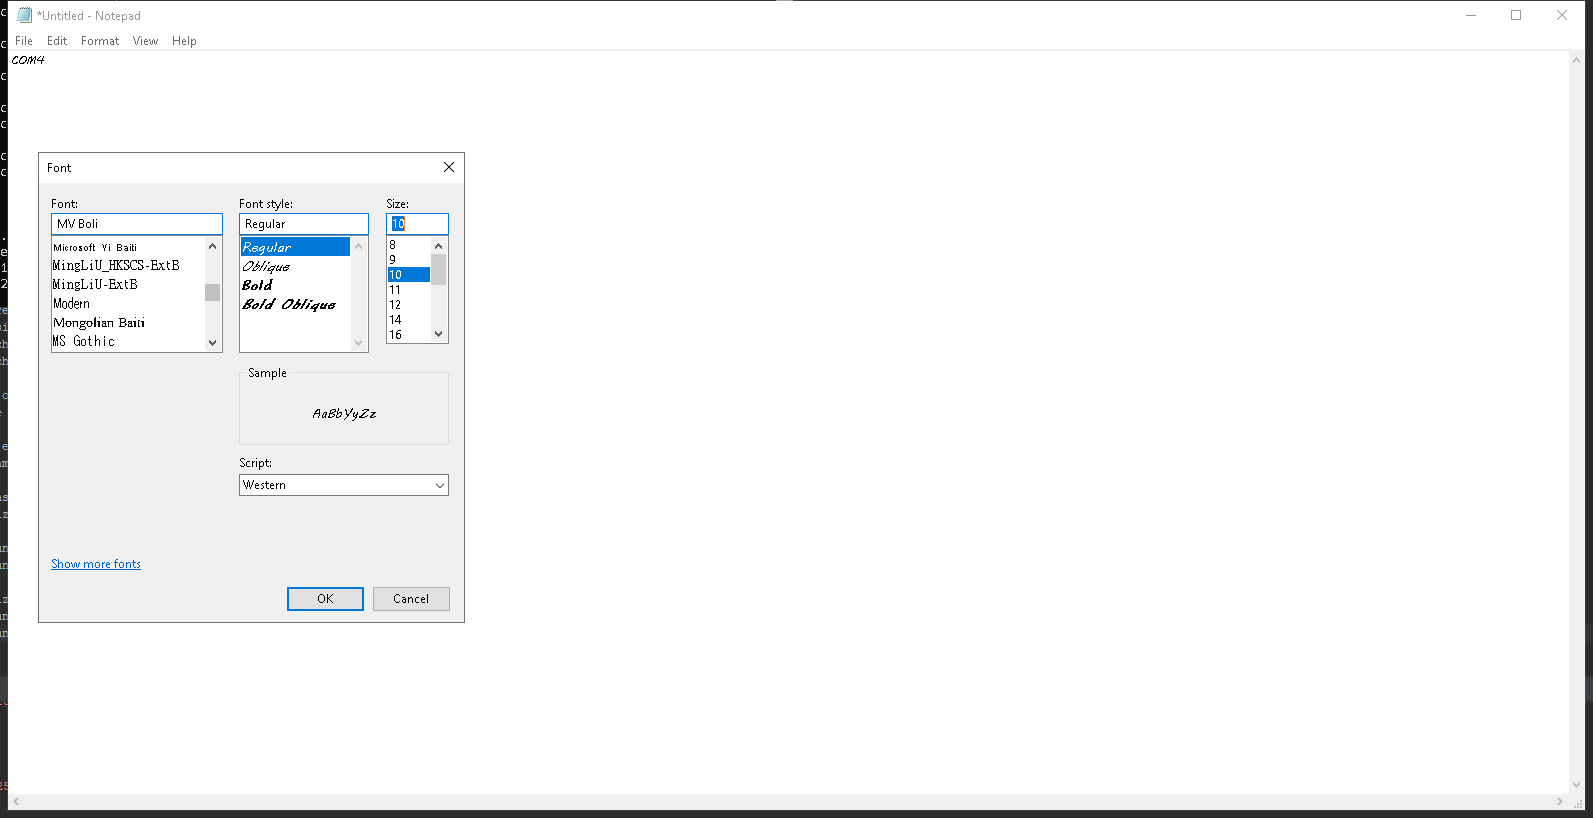 *Untitled - Notepad
File Edit Format View Help
COM4
Font
Font: Font style: Size:
MV Boli Regular 10
Microsoft Yi Baiti
MingLiU_HKSCS-ExtB
MingLiU-ExtB
Modern
Mongolian Baiti
MS Gothic
Regular
Oblique
Bold
Bold Oblique
8
9
10
11
12
14
16
Sample
AaBbYyZz
Script:
Western
Show more fonts
OK Cancel